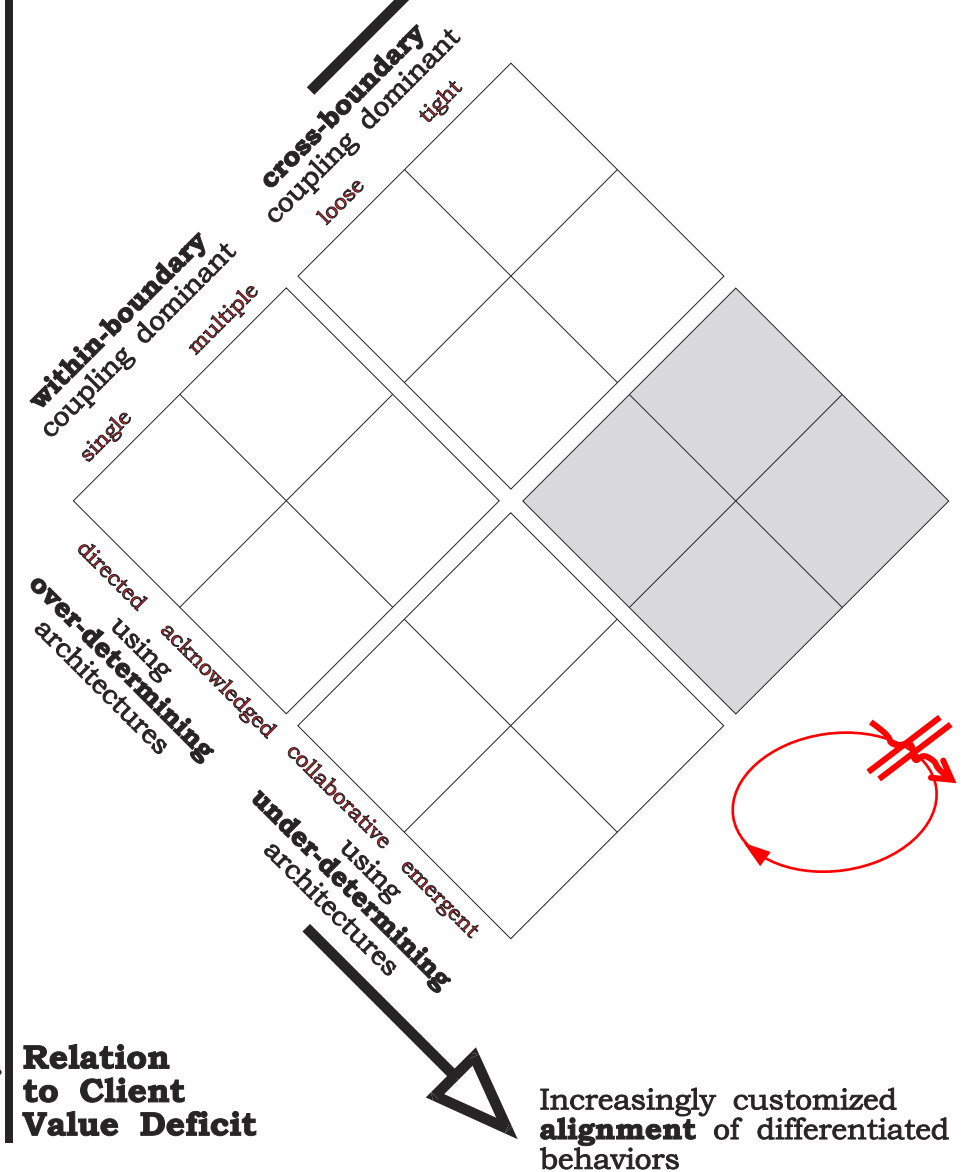 cross-boundary
coupling dominant
tight
loose
within-boundary
coupling dominant
multiple
single
directed
acknowledged
using
over-determining
architectures
collaborative
emergent
using
under-determining
architectures
Relation
to Client
Value Deficit
Increasingly customized
alignment of differentiated
behaviors